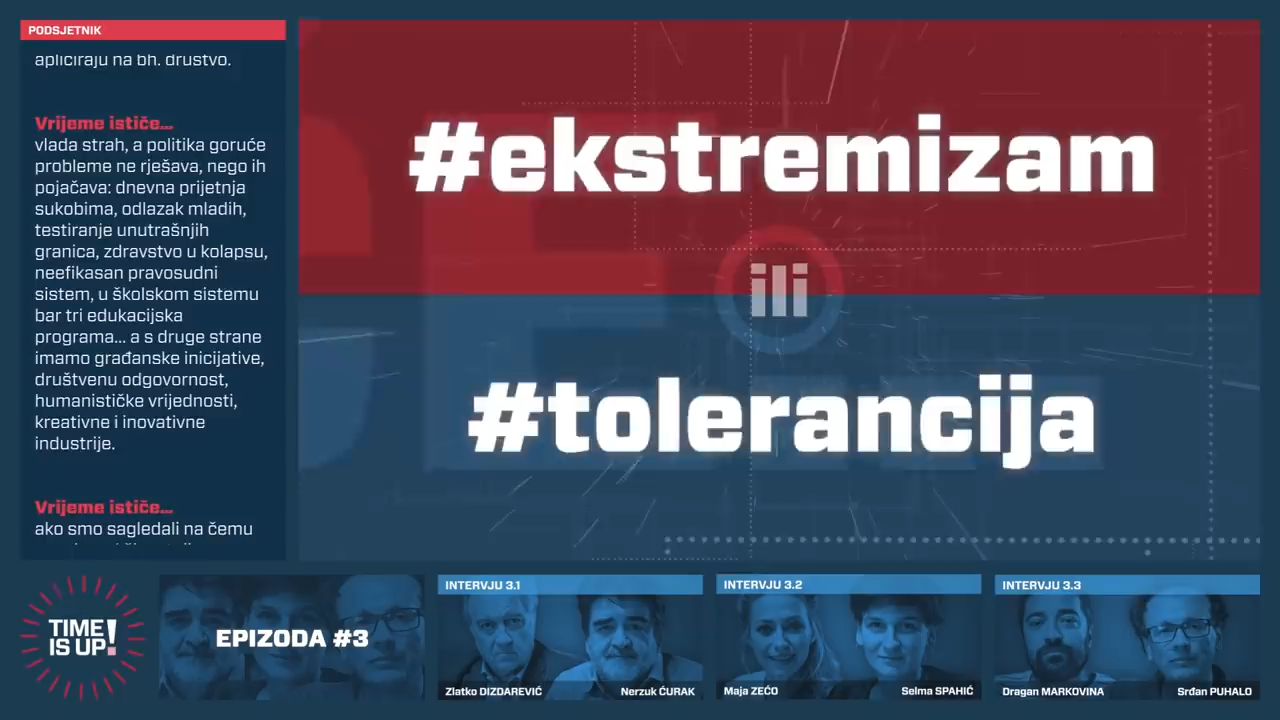 PODSJETNIK
apliciraju na bh. društvo.
Vrijeme ističe...
vlada strah, a politika goruće
probleme ne rješava, nego ih
pojačava: dnevna prijetnja
sukobima, odlazak mladih,
testiranje unutrašnjih
granica, zdravstvo u kolapsu,
neefikasan pravosudni
sistem, u školskom sistemu
bar tri edukacijska
programa... a s druge strane
imamo građanske inicijative,
društvenu odgovornost,
humanističke vrijednosti,
kreativne i inovativne
industrije.
Vrijeme ističe...
ako smo sagledali na čemu
#ekstremizam
ili
#tolerancija
TIME
IS UP!
EPIZODA #3
INTERVJU 3.1
Zlatko DIZDAREVIĆ
Nerzuk ĆURAK
INTERVJU 3.2
Maja ZEĆO
Selma SPAHIĆ
INTERVJU 3.3
Dragan MARKOVINA
Srđan PUHALO